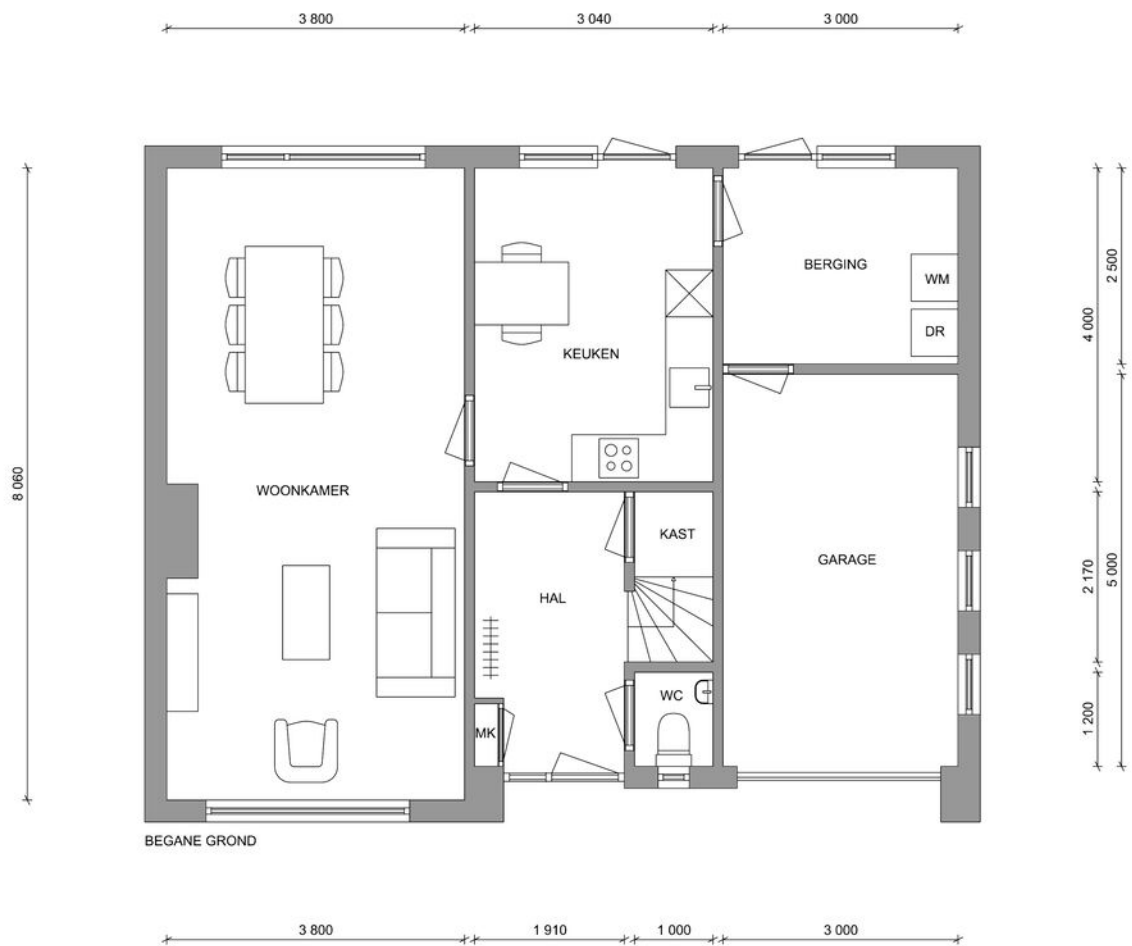 3 800
3 040
3 000
BERGING
WM
2 500
DR
4 000
KEUKEN
8 060
WOONKAMER
KAST
GARAGE
2 170
5 000
HAL
WC
1 200
MK
BEGANE GROND
3 800
1 910
1 000
3 000